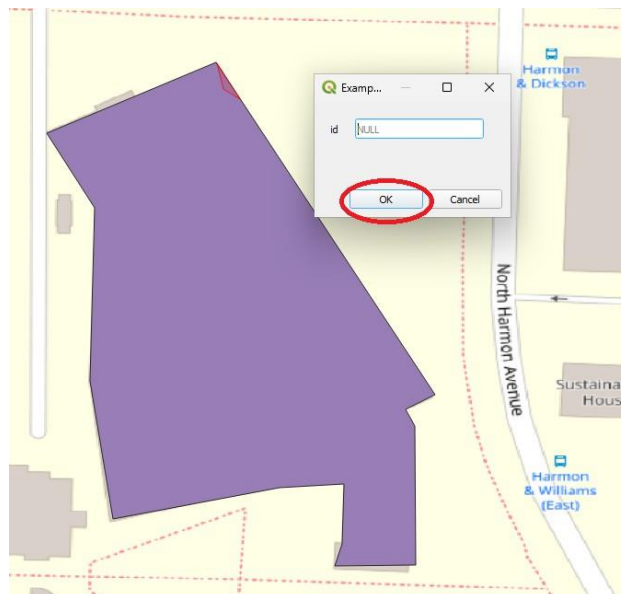 Harmon
& Dickson
Examp...
id
NULL
OK
Cancel
North Harmon Avenue
Sustaina
Hous
Harmon
& Williams
(East)